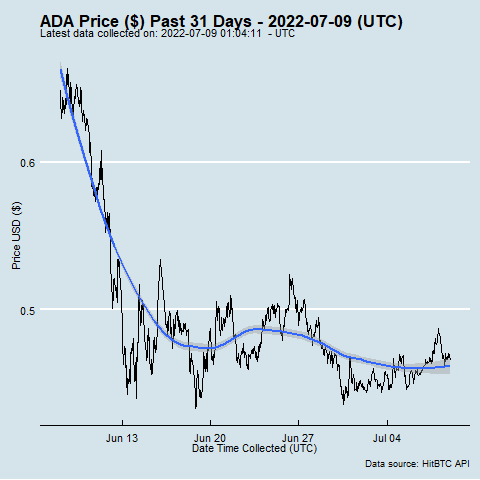 ADA Price ($) Past 31 Days - 2022-07-09 (UTC)
Latest data collected on: 2022-07-09 01:04:11 - UTC
Price USD ($)
0.6
0.5
Jun 13
Jun 20
Jun 27
Jul 04
Date Time Collected (UTC)
Data source: HitBTC API